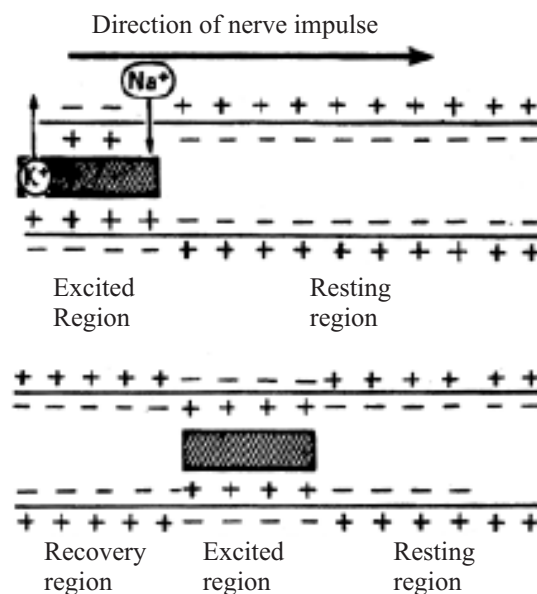 Direction of nerve impulse
Na+
K+
Excited Region
Resting region
Recovery region
Excited region
Resting region